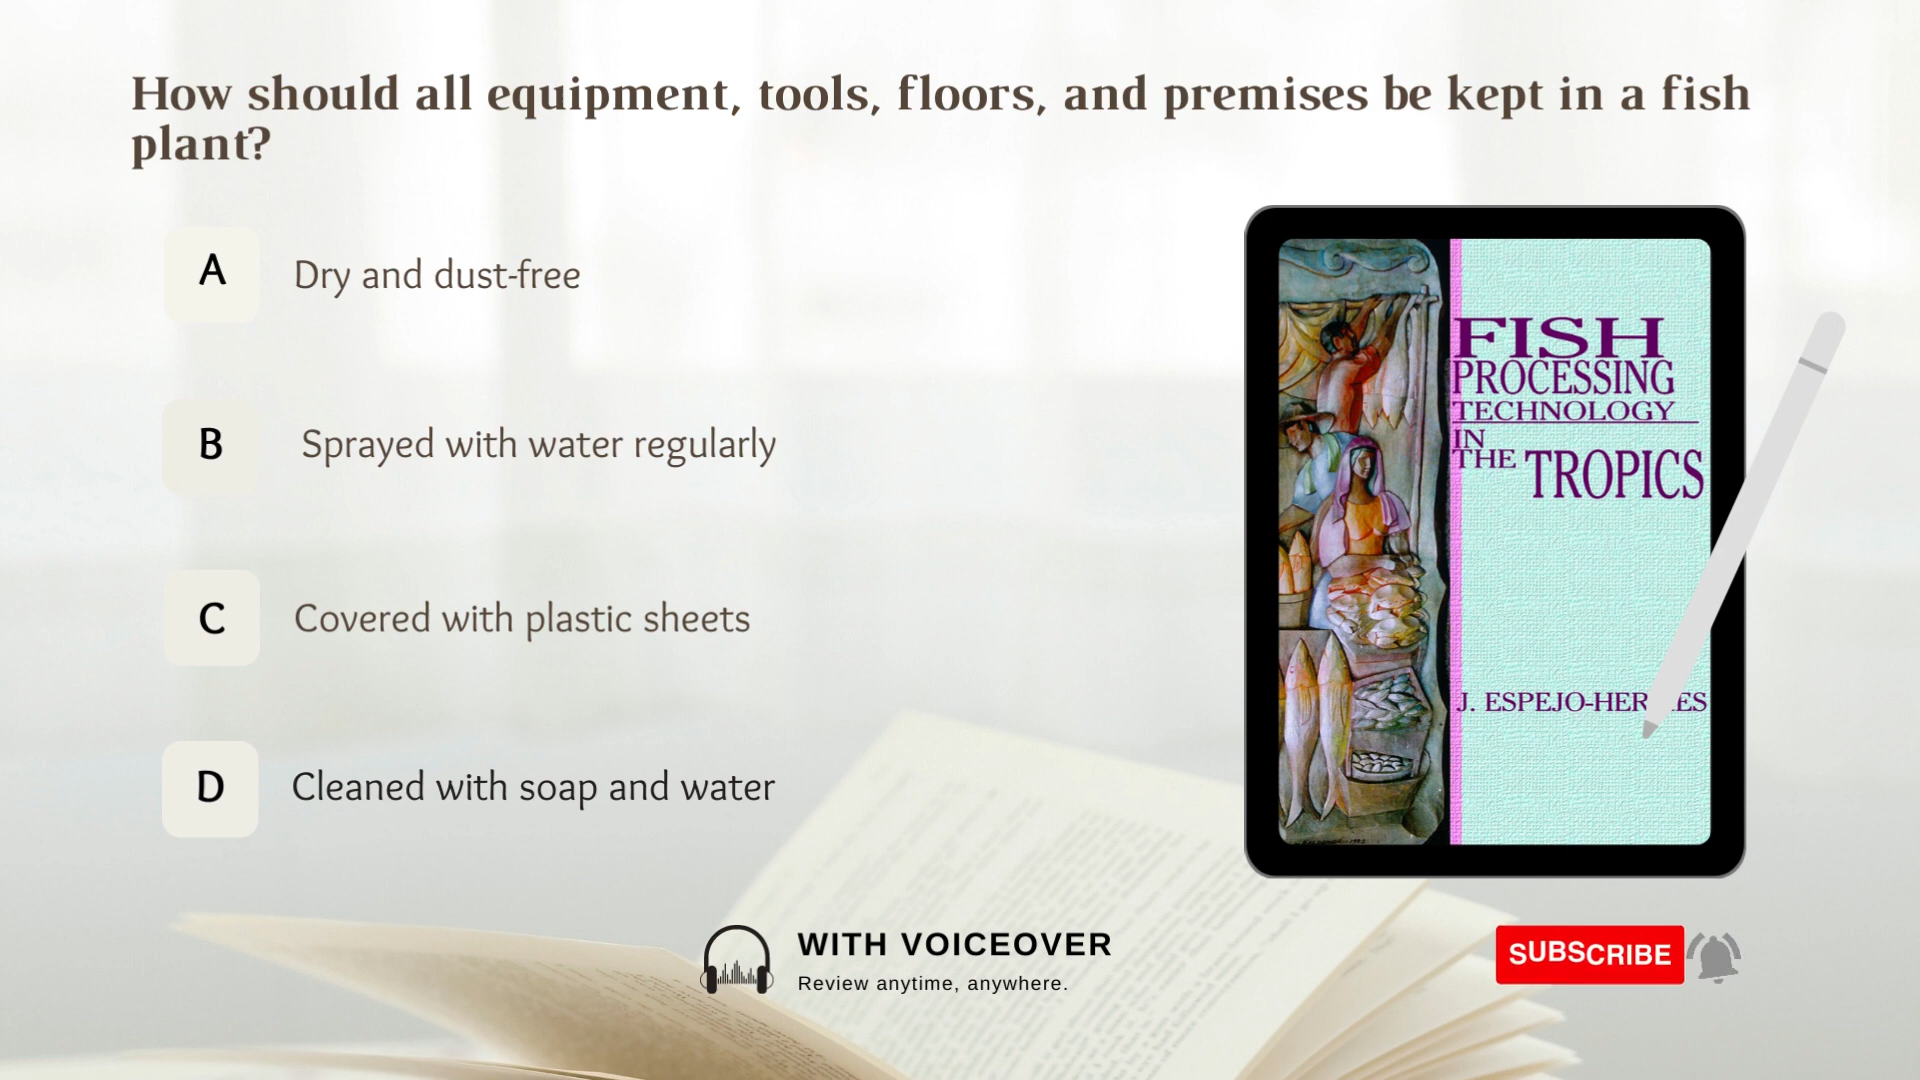 How should all equipment, tools, floors, and premises be kept in a fish
plant?
A
Dry and dust-free
B
Sprayed with water regularly
C
Covered with plastic sheets
D
Cleaned with soap and water
FISH
PROCESSING
TECHNOLOGY
IN
THE TROPICS
J. ESPEJO-HER
WITH VOICEOVER
Review anytime, anywhere.
SUBSCRIBE